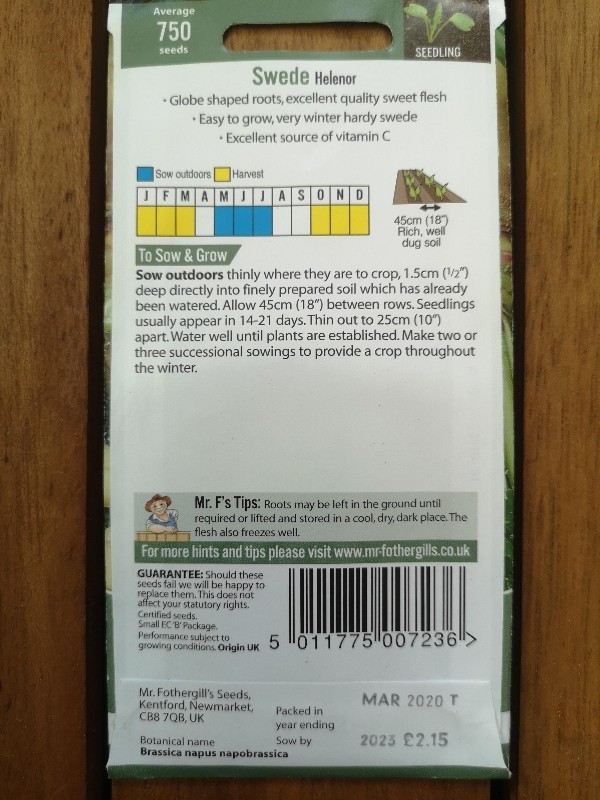 Average
750
seeds
SEEDLING
Swede Helenor
• Globe shaped roots, excellent quality sweet flesh
• Easy to grow, very winter hardy swede
• Excellent source of vitamin C
Sow outdoors Harvest
J F M A M J J A S O N D
45cm (18”)
Rich, well
dug soil
To Sow & Grow
Sow outdoors thinly where they are to crop, 1.5cm (1/2”)
deep directly into finely prepared soil which has already
been watered. Allow 45cm (18”) between rows. Seedlings
usually appear in 14-21 days. Thin out to 25cm (10”)
apart. Water well until plants are established. Make two or
three successional sowings to provide a crop throughout
the winter.
Mr. F's Tips: Roots may be left in the ground until
required or lifted and stored in a cool, dry, dark place. The
flesh also freezes well.
For more hints and tips please visit www.mr-fothergills.co.uk
GUARANTEE: Should these
seeds fail we will be happy to
replace them. This does not
affect your statutory rights.
Certified seeds.
Small EC 'B' Package.
Performance subject to
growing conditions. Origin UK
5 011775 007236 >
Mr. Fothergill's Seeds,
Kentford, Newmarket,
CB8 7QB, UK
Packed in
year ending
MAR 2020 T
Sow by
2023 £2.15
Botanical name
Brassica napus napobrassica